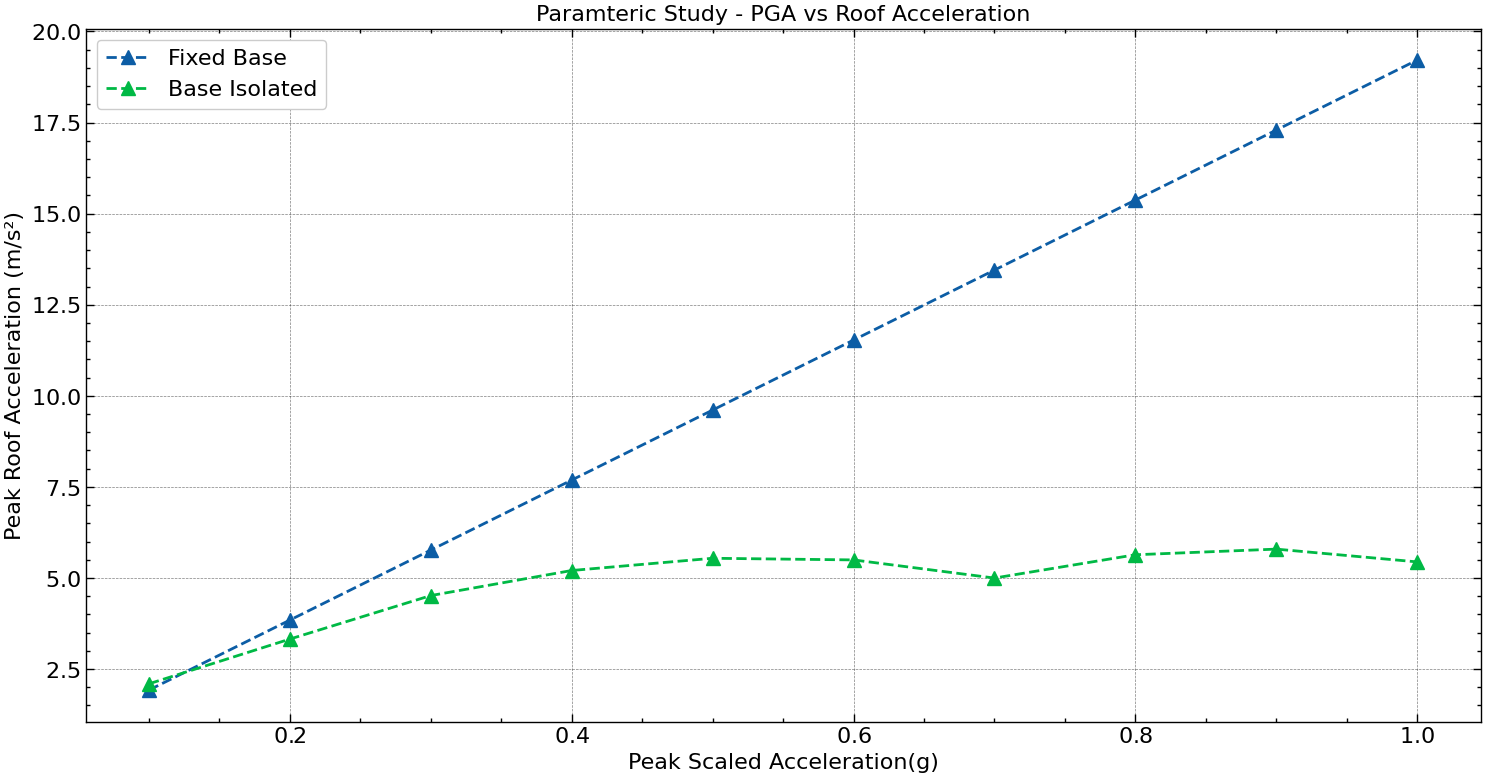 Paramteric Study - PGA vs Roof Acceleration
Fixed Base
Base Isolated
Peak Roof Acceleration (m/s²)
20.0
17.5
15.0
12.5
10.0
7.5
5.0
2.5
0.2 0.4 0.6 0.8 1.0
Peak Scaled Acceleration(g)